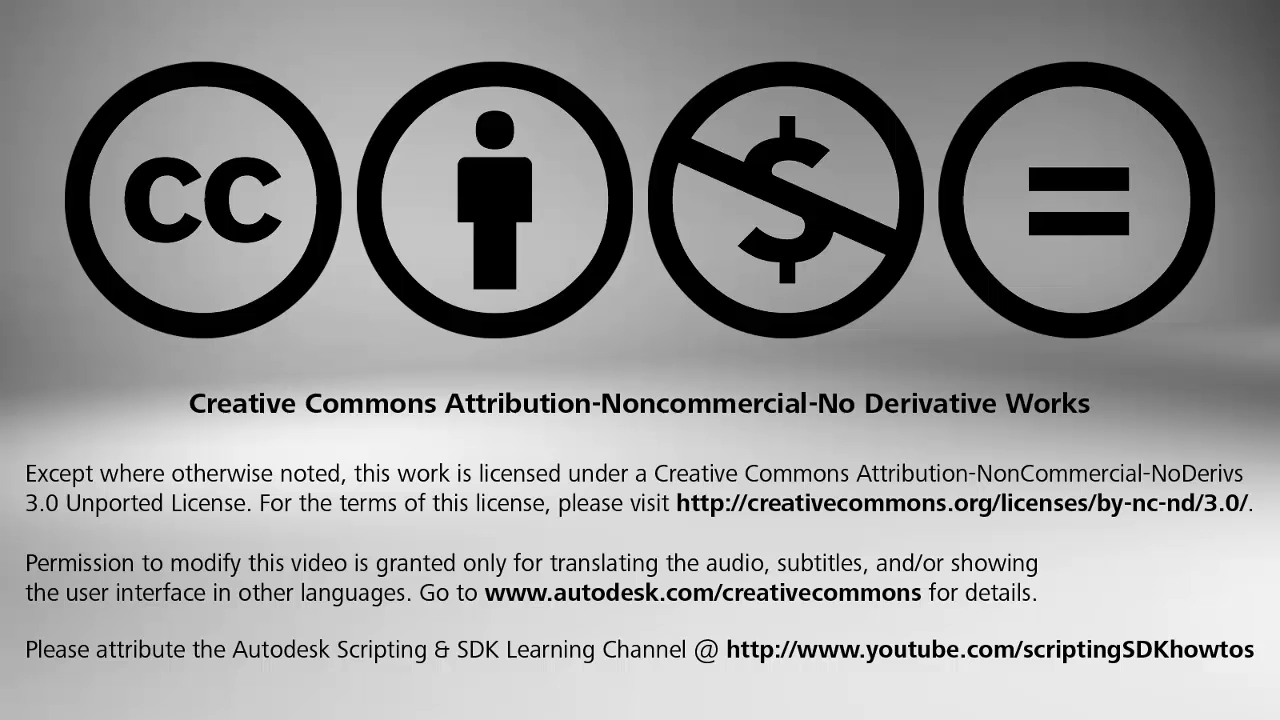 cc
$
=
Creative Commons Attribution-Noncommercial-No Derivative Works
Except where otherwise noted, this work is licensed under a Creative Commons Attribution-NonCommercial-NoDerivs
3.0 Unported License. For the terms of this license, please visit http://creativecommons.org/licenses/by-nc-nd/3.0/.
Permission to modify this video is granted only for translating the audio, subtitles, and/or showing
the user interface in other languages. Go to www.autodesk.com/creativecommons for details.
Please attribute the Autodesk Scripting & SDK Learning Channel @ http://www.youtube.com/scriptingSDKhowtos